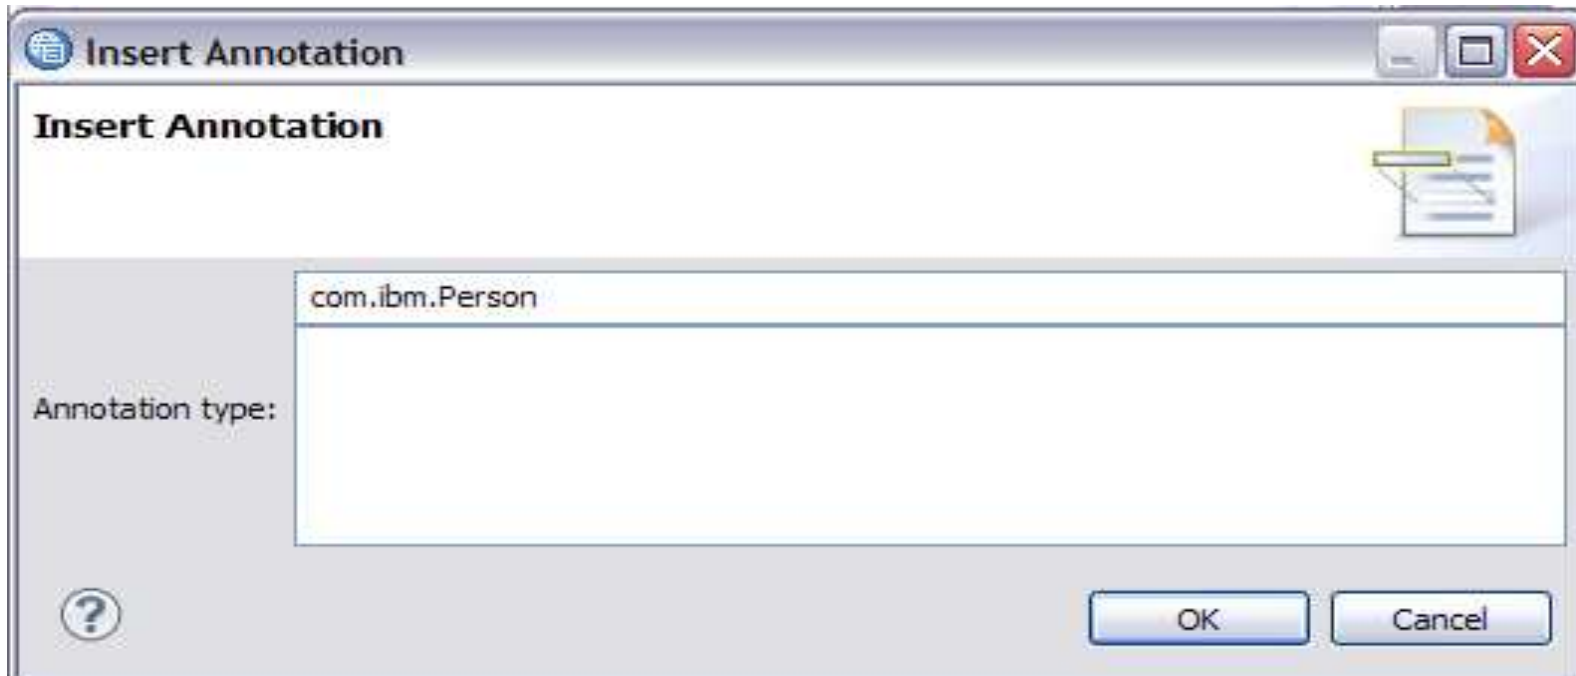 Insert Annotation
Insert Annotation
com.ibm.Person
Annotation type:
?
OK
Cancel